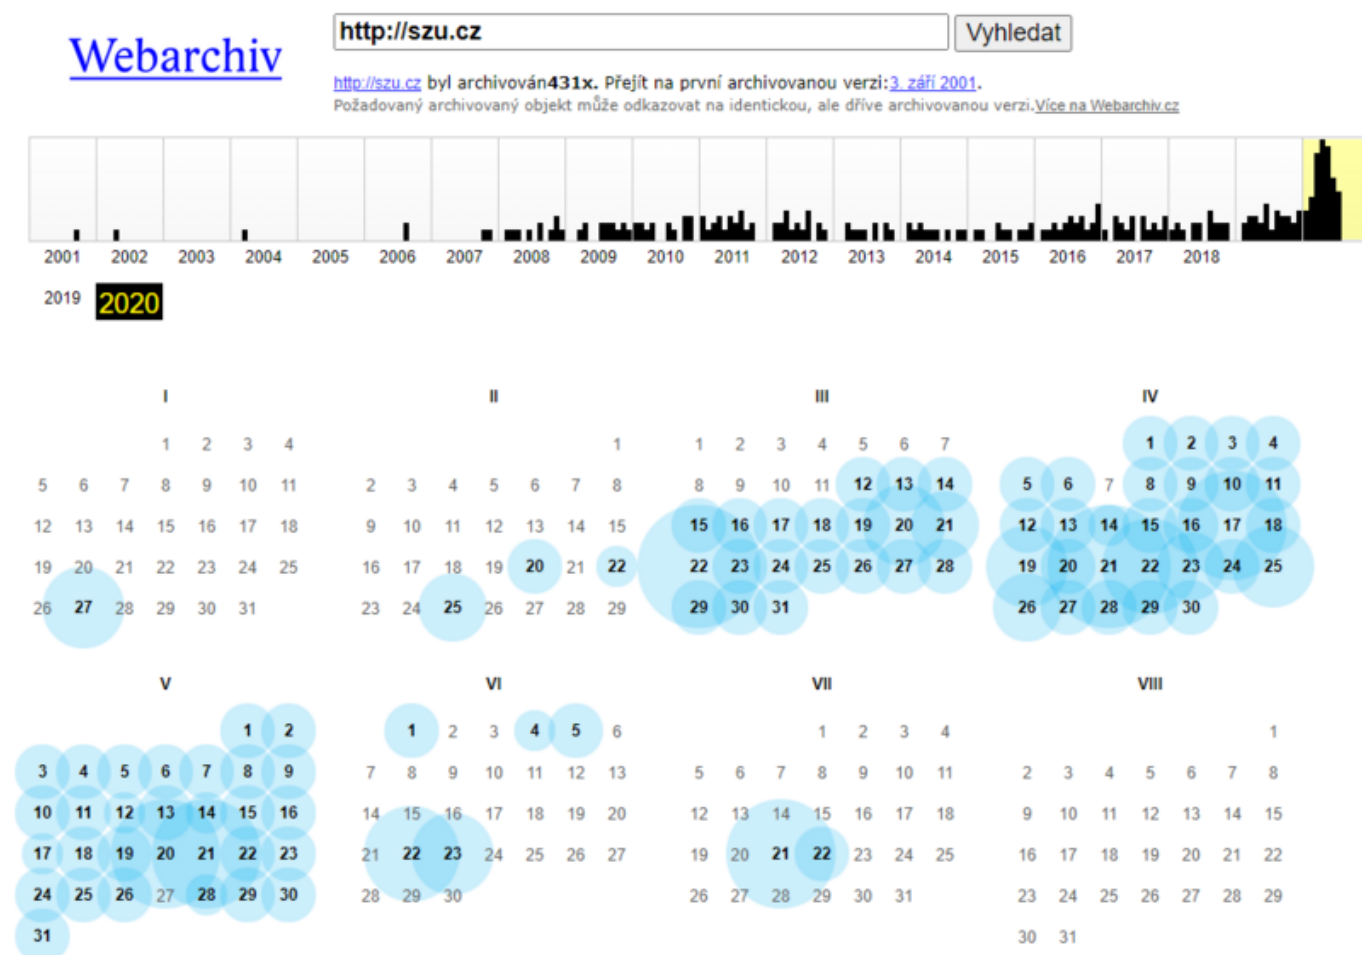 Webarchiv
http://szu.cz
Vyhledat
http://szu.cz byl archivován431x. Přejít na první archivovanou verzi:3. září 2001.
Požadovaný archivovaný objekt může odkazovat na identickou, ale dříve archivovanou verzi.Více na Webarchiv.cz
2001 2002 2003 2004 2005 2006 2007 2008 2009 2010 2011 2012 2013 2014 2015 2016 2017 2018
2019 2020
I II III IV
1 2 3 4 1 1 2 3 4 5 6 7 1 2 3 4
5 6 7 8 9 10 11 2 3 4 5 6 7 8 8 9 10 11 12 13 14 5 6 7 8 9 10 11
12 13 14 15 16 17 18 9 10 11 12 13 14 15 15 16 17 18 19 20 21 12 13 14 15 16 17 18
19 20 21 22 23 24 25 16 17 18 19 20 21 22 22 23 24 25 26 27 28 19 20 21 22 23 24 25
26 27 28 29 30 31 23 24 25 26 27 28 29 29 30 31 26 27 28 29 30
V VI VII VIII
1 2 1 2 3 4 5 6 1 2 3 4 1
3 4 5 6 7 8 9 7 8 9 10 11 12 13 5 6 7 8 9 10 11 2 3 4 5 6 7 8
10 11 12 13 14 15 16 14 15 16 17 18 19 20 12 13 14 15 16 17 18 9 10 11 12 13 14 15
17 18 19 20 21 22 23 21 22 23 24 25 26 27 19 20 21 22 23 24 25 16 17 18 19 20 21 22
24 25 26 27 28 29 30 28 29 30 26 27 28 29 30 31 23 24 25 26 27 28 29
31 30 31